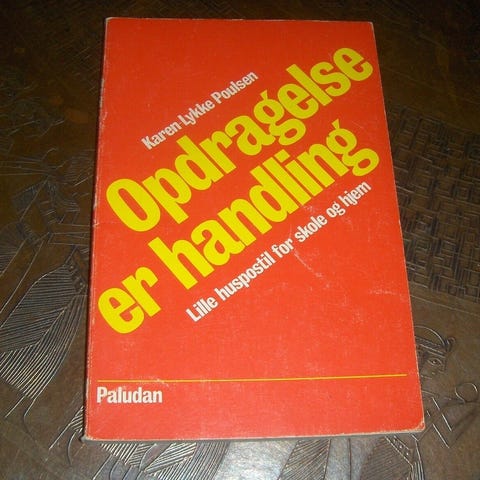 Karen Lykke Poulsen
Opdragelse
er handling
Lille huspostil for skole og hjem
Paludan